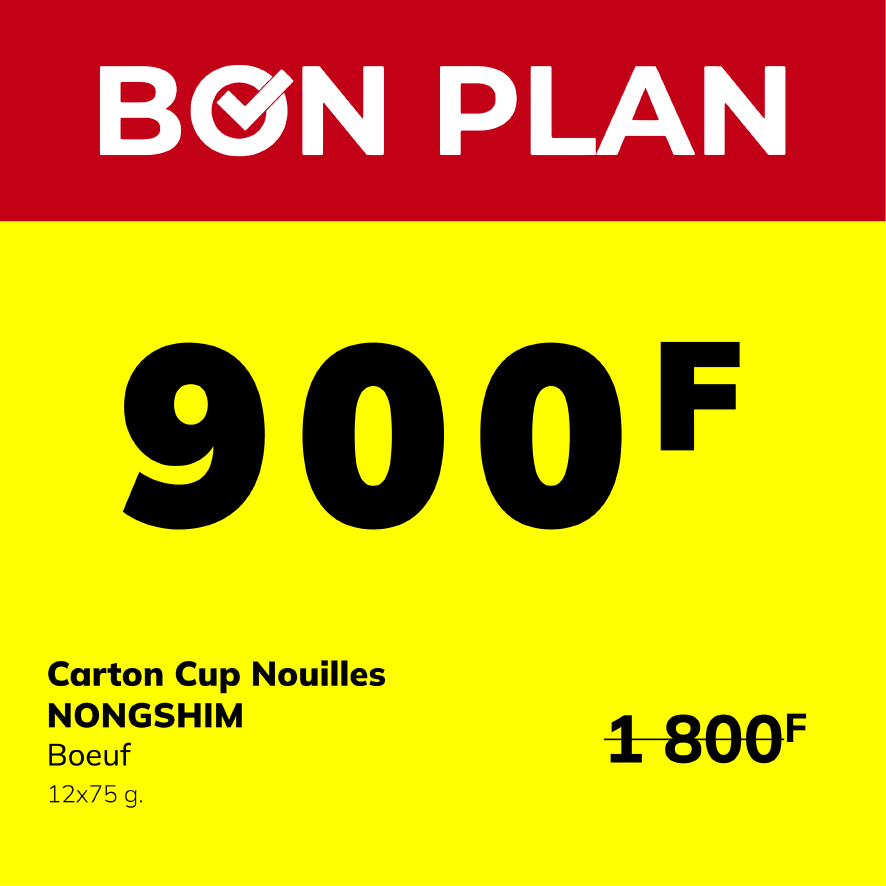 BON PLAN
900F
Carton Cup Nouilles
NONGSHIM
Boeuf
12x75 g.
1 800F